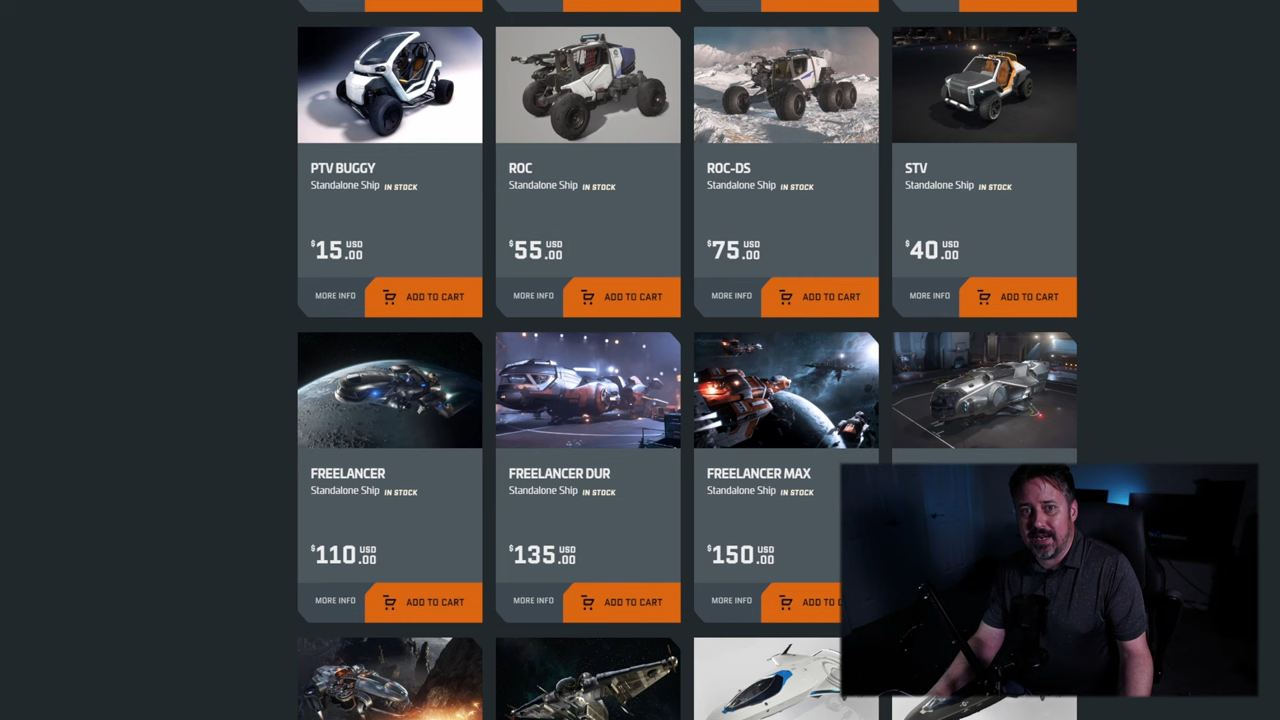 PTV BUGGY
Standalone Ship IN STOCK
$15 USD .00
MORE INFO
ADD TO CART
ROC
Standalone Ship IN STOCK
$55 USD .00
MORE INFO
ADD TO CART
ROC-DS
Standalone Ship IN STOCK
$75 USD .00
MORE INFO
ADD TO CART
STV
Standalone Ship IN STOCK
$40 USD .00
MORE INFO
ADD TO CART
FREELANCER
Standalone Ship IN STOCK
$110 USD .00
MORE INFO
ADD TO CART
FREELANCER DUR
Standalone Ship IN STOCK
$135 USD .00
MORE INFO
ADD TO CART
FREELANCER MAX
Standalone Ship IN STOCK
$150 USD .00
MORE INFO
ADD TO